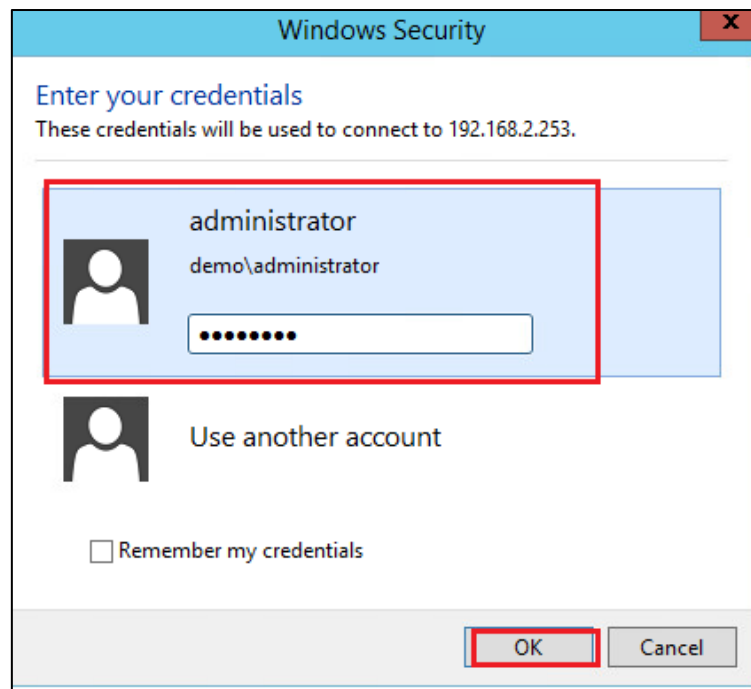 Windows Security
x
Enter your credentials
These credentials will be used to connect to 192.168.2.253.
administrator
demo\administrator
••••••••
Use another account
Remember my credentials
OK
Cancel